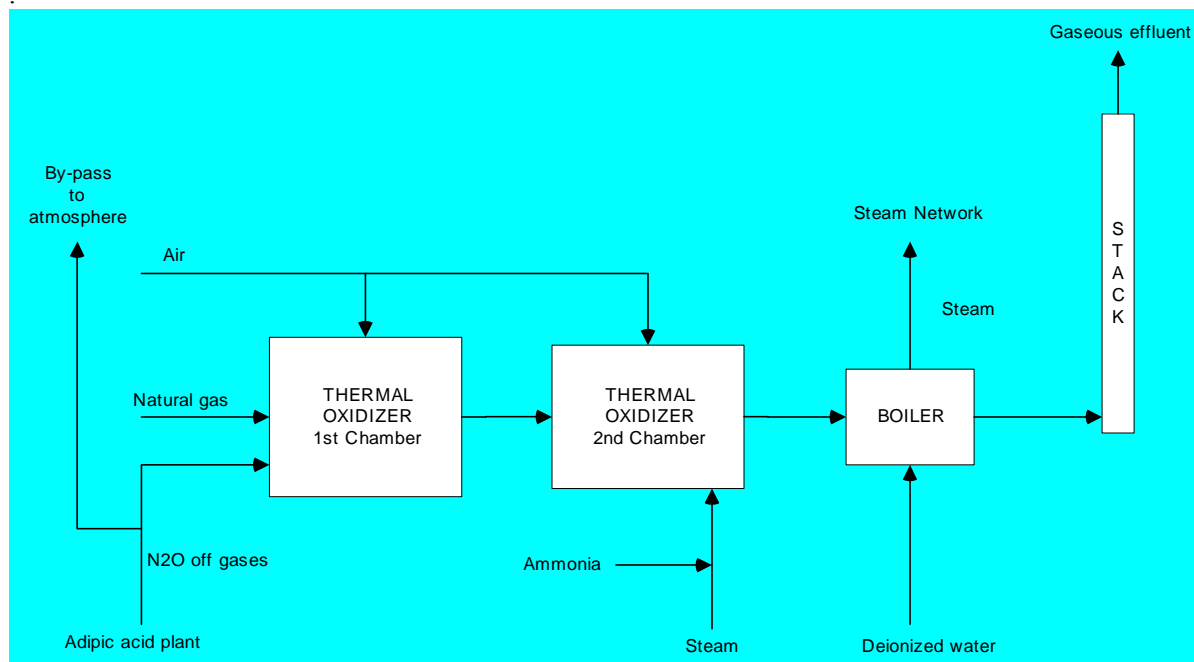 Gaseous effluent
By-pass
to
atmosphere
Steam Network
Air
Steam
S
T
A
C
K
THERMAL
OXIDIZER
1st Chamber
THERMAL
OXIDIZER
2nd Chamber
Natural gas
BOILER
N2O off gases
Ammonia
Adipic acid plant
Steam
Deionized water